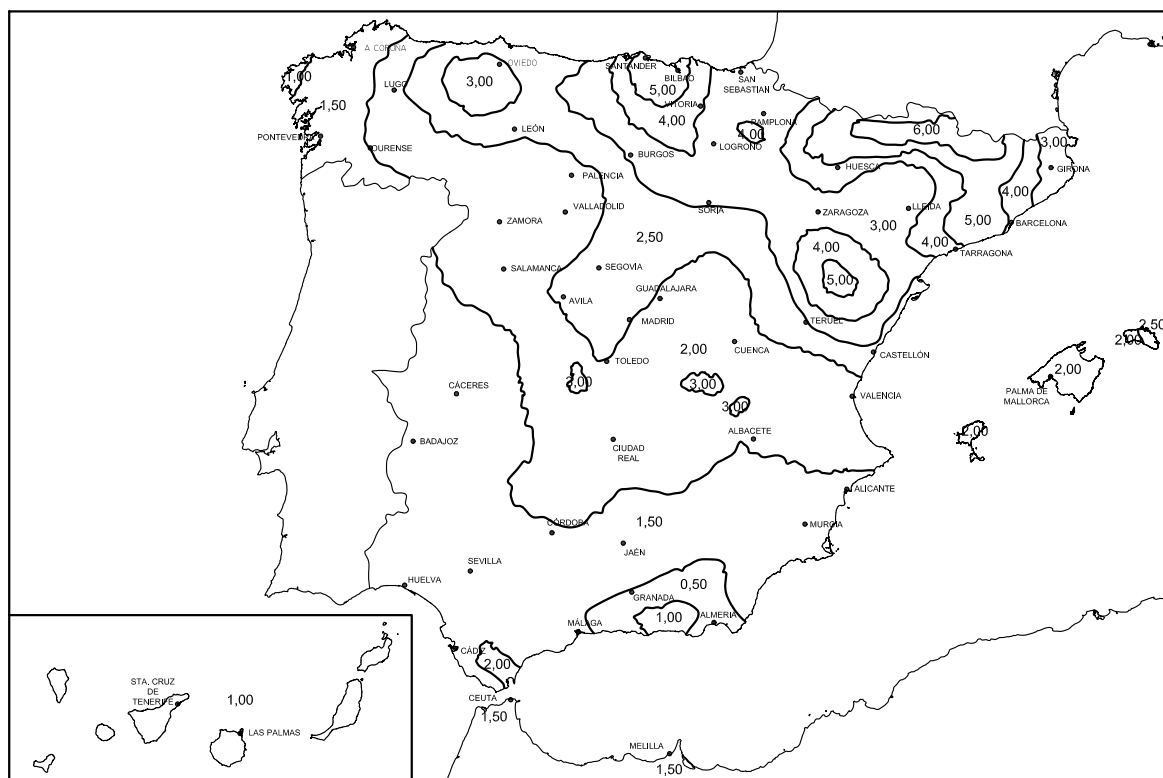 A. CORUÑA
OVIEDO
SANTANDER
BILBAO
SAN
SEBASTIAN
1,00
LUGO
3,00
5,00
1,50
VITORIA
4,00
PAMPLONA
PONTEVEDRA
LEÓN
4,00
6,00
OURENSE
BURGOS
LOGROÑO
3,00
HUESCA
GIRONA
PALENCIA
4,00
ZAMORA
VALLADOLID
SORIA
ZARAGOZA
LLEIDA
3,00
5,00
BARCELONA
2,50
4,00
4,00
TARRAGONA
SALAMANCA
SEGOVIA
5,00
AVILA
GUADALAJARA
MADRID
TERUEL
2,50
2,00
2,00
CUENCA
CASTELLÓN
TOLEDO
2,00
3,00
3,00
CÁCERES
PALMA DE
MALLORCA
VALENCIA
3,00
2,00
BADAJOZ
CIUDAD
REAL
ALBACETE
ALICANTE
1,50
CÓRDOBA
MURCIA
JAÉN
SEVILLA
HUELVA
0,50
GRANADA
1,00
ALMERIA
MÁLAGA
CÁDIZ
2,00
CEUTA
1,50
MELILLA
1,50
STA. CRUZ
DE
TENERIFE
1,00
LAS PALMAS